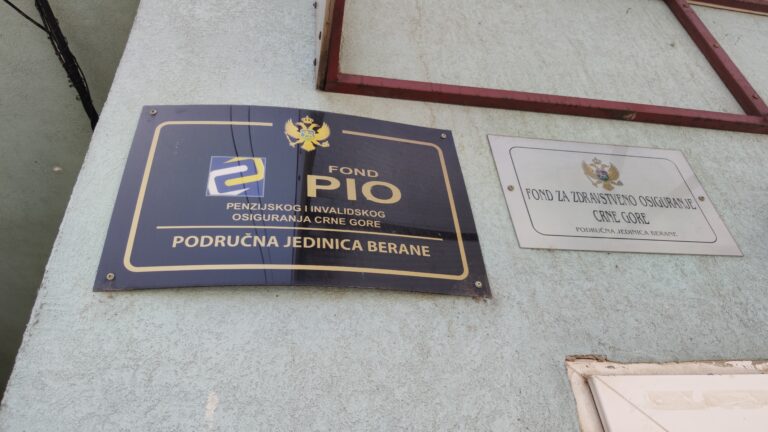 FOND
PIO
PENZIJSKOG I INVALIDSKOG
OSIGURANJA CRNE GORE
PODRUČNA JEDINICA BERANE
FOND ZA ZDRAVSTVENO OSIGURANJE
CRNE GORE
PODRUČNA JEDINICA BERANE